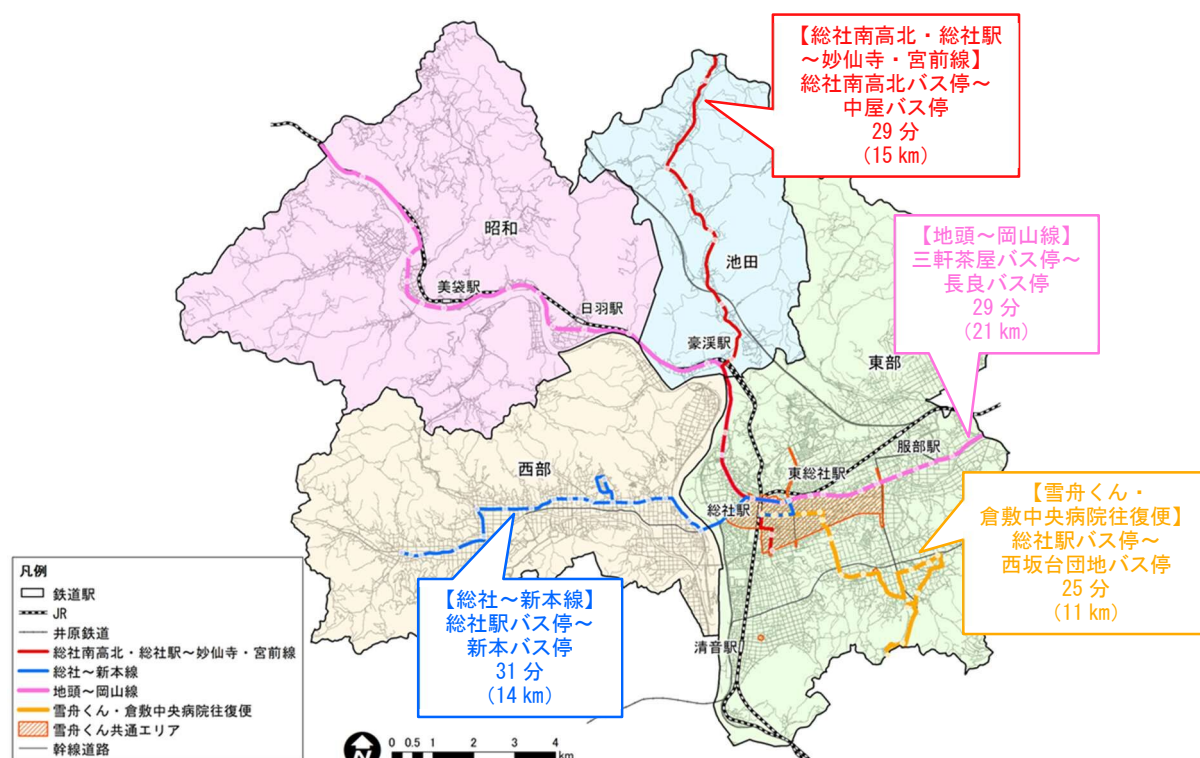 【総社南高北・総社駅
～妙仙寺・宮前線】
総社南高北バス停～
中屋バス停
29 分
(15 km)
【地頭～岡山線】
三軒茶屋バス停～
長良バス停
29 分
(21 km)
昭和
池田
美袋駅
日羽駅
豪渓駅
東部
服部駅
東総社駅
西部
総社駅
【雪舟くん・
倉敷中央病院往復便】
総社駅バス停～
西坂台団地バス停
25 分
(11 km)
【総社～新本線】
総社駅バス停～
新本バス停
31 分
(14 km)
清音駅
凡例
鉄道駅
JR
井原鉄道
総社南高北・総社駅～妙仙寺・宮前線
総社～新本線
地頭～岡山線
雪舟くん・倉敷中央病院往復便
雪舟くん共通エリア
幹線道路
N
0 0.5 1 2 3 4
km